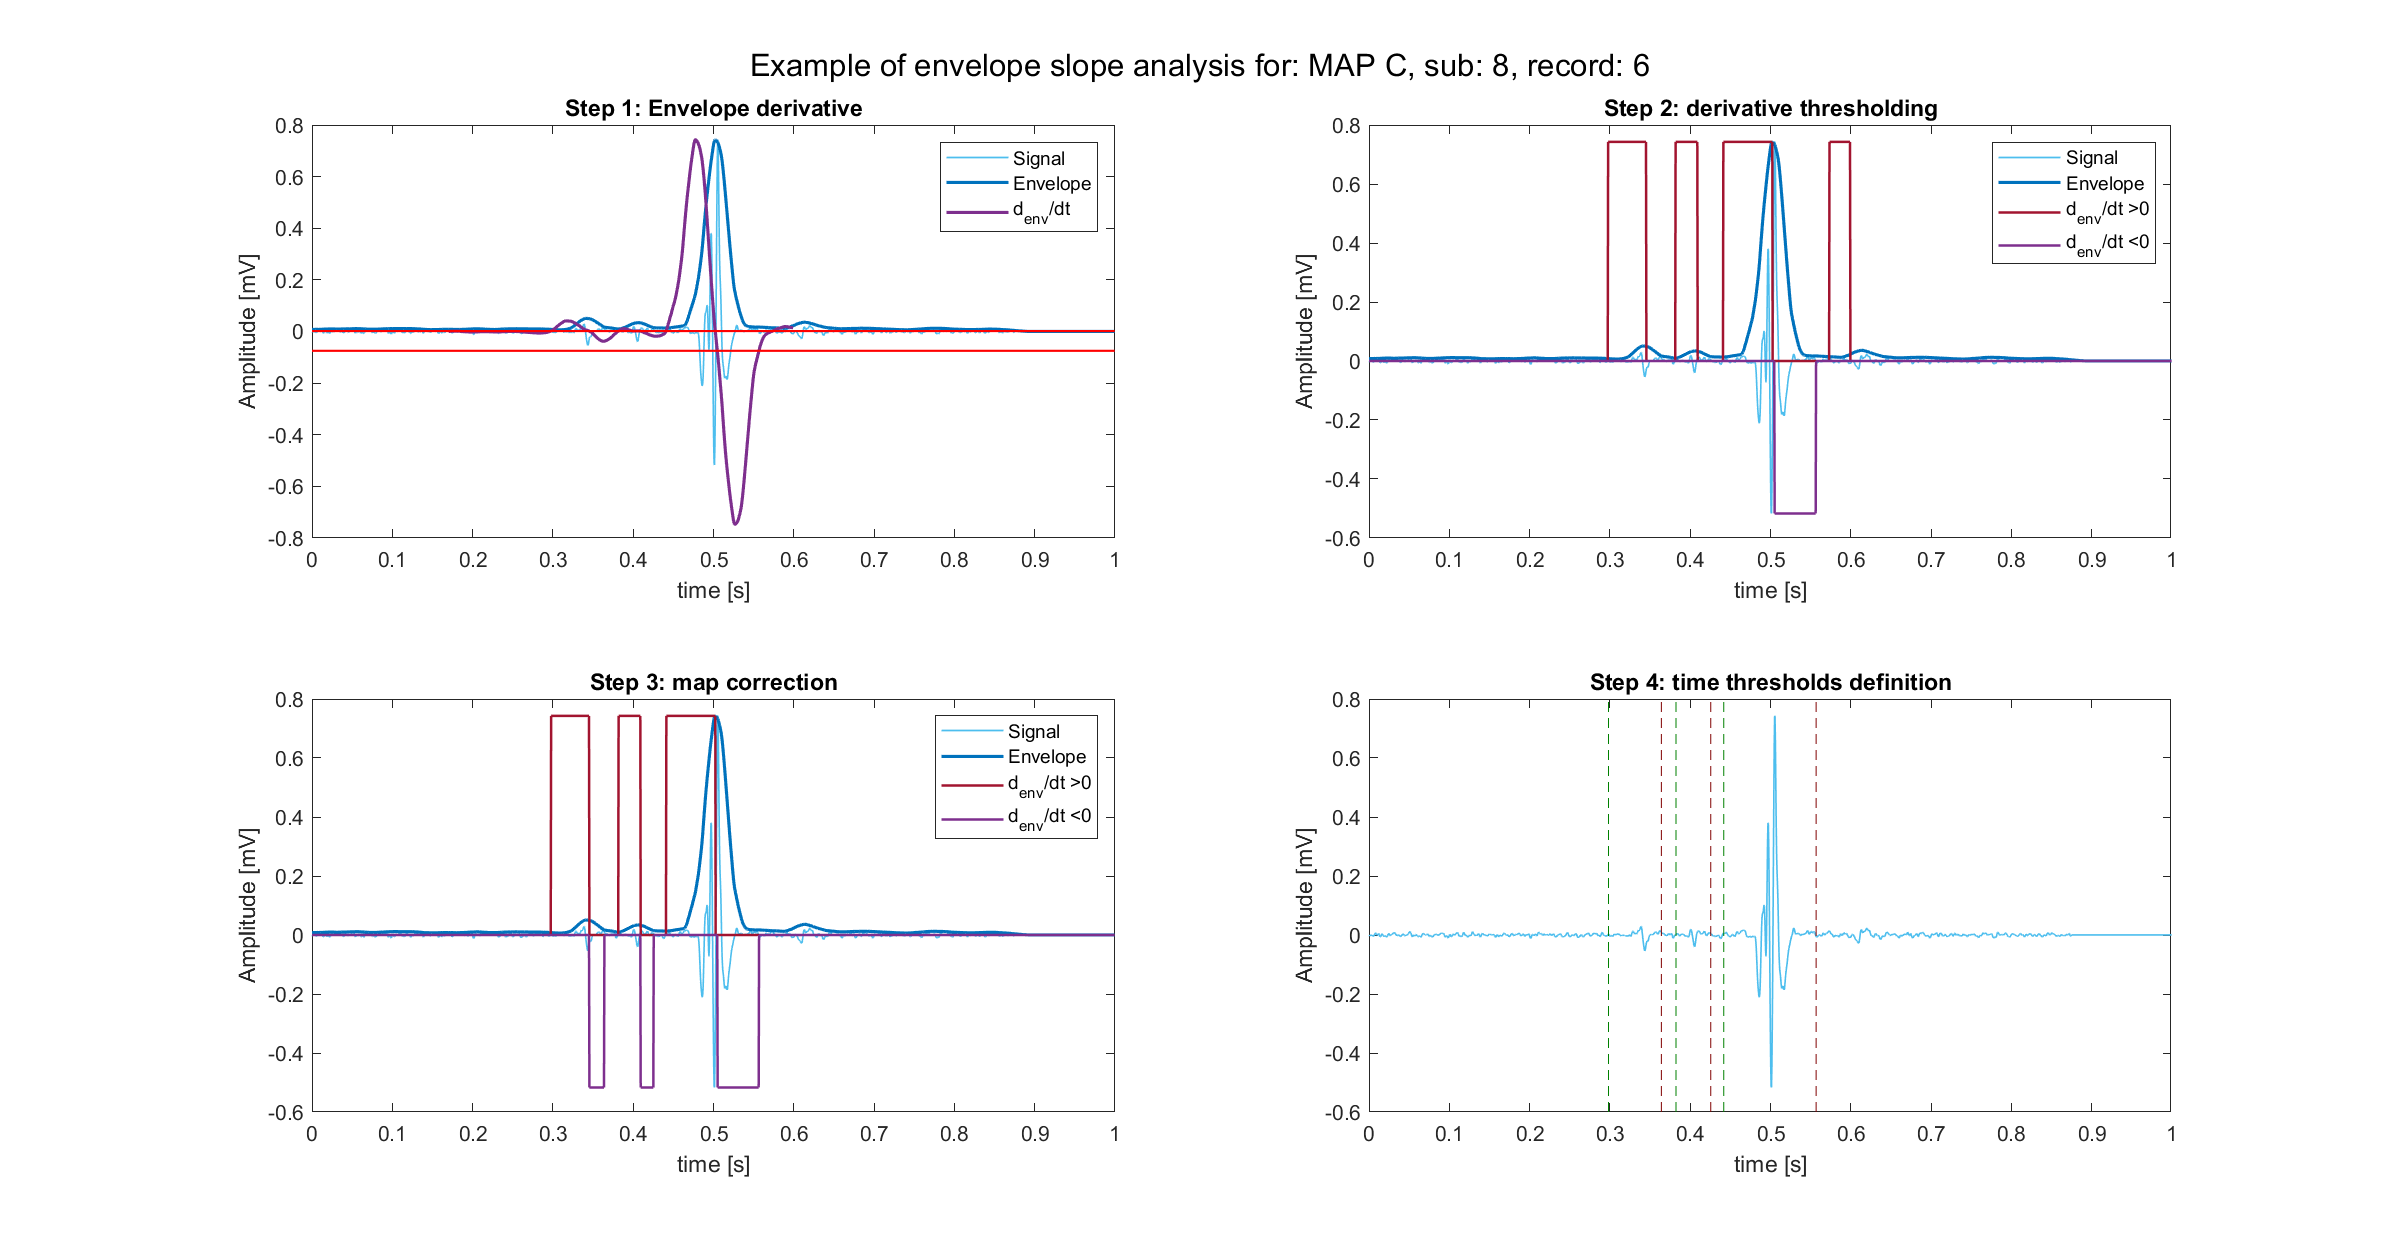 Example of envelope slope analysis for: MAP C, sub: 8, record: 6
Step 1: Envelope derivative
0.8
0.6
0.4
0.2
0
-0.2
-0.4
-0.6
-0.8
Amplitude [mV]
0 0.1 0.2 0.3 0.4 0.5 0.6 0.7 0.8 0.9 1
time [s]
Signal
Envelope
d_env/dt
Step 2: derivative thresholding
0.8
0.6
0.4
0.2
0
-0.2
-0.4
-0.6
Amplitude [mV]
0 0.1 0.2 0.3 0.4 0.5 0.6 0.7 0.8 0.9 1
time [s]
Signal
Envelope
d_env/dt >0
d_env/dt <0
Step 3: map correction
0.8
0.6
0.4
0.2
0
-0.2
-0.4
-0.6
Amplitude [mV]
0 0.1 0.2 0.3 0.4 0.5 0.6 0.7 0.8 0.9 1
time [s]
Signal
Envelope
d_env/dt >0
d_env/dt <0
Step 4: time thresholds definition
0.8
0.6
0.4
0.2
0
-0.2
-0.4
-0.6
Amplitude [mV]
0 0.1 0.2 0.3 0.4 0.5 0.6 0.7 0.8 0.9 1
time [s]